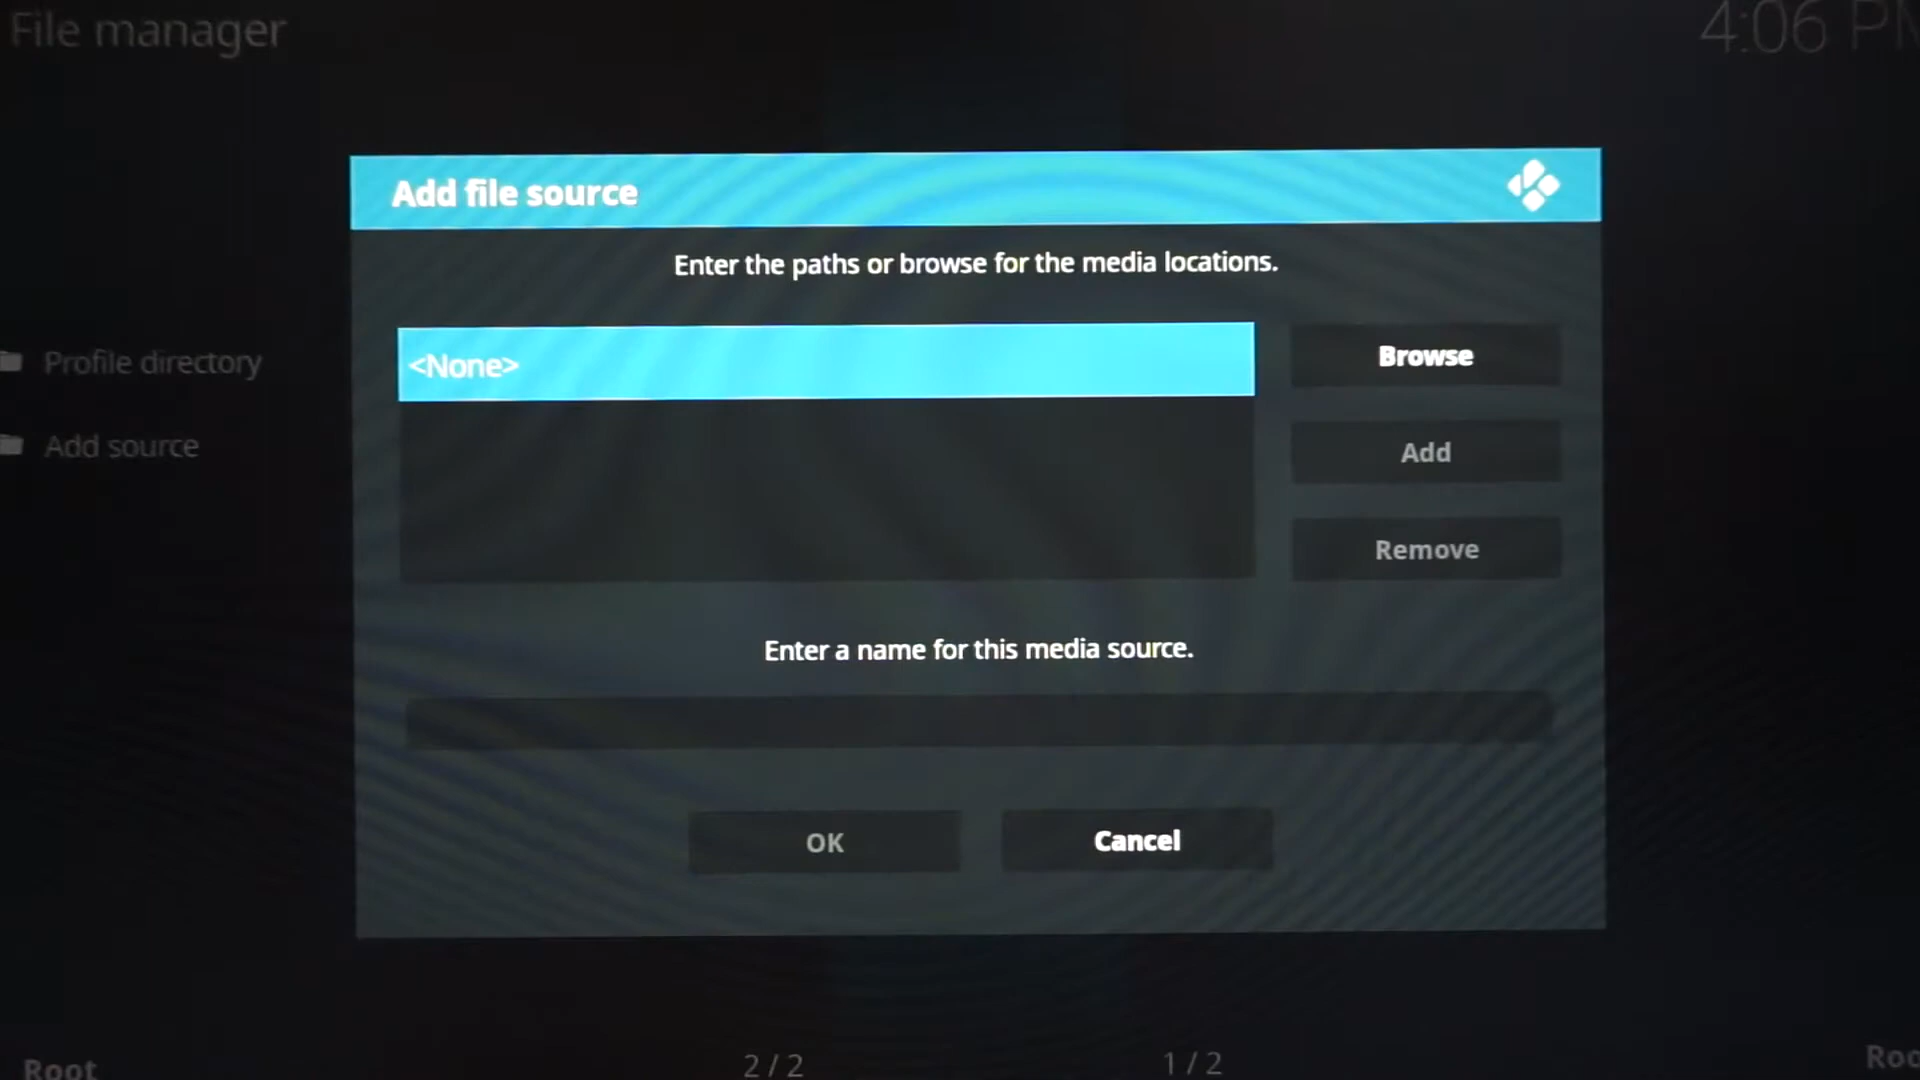 File manager
4:06 PM
Add file source
Enter the paths or browse for the media locations.
<None>
Browse
Profile directory
Add
Add source
Remove
Enter a name for this media source.
OK
Cancel
Root
2 / 2
1 / 2
Roo